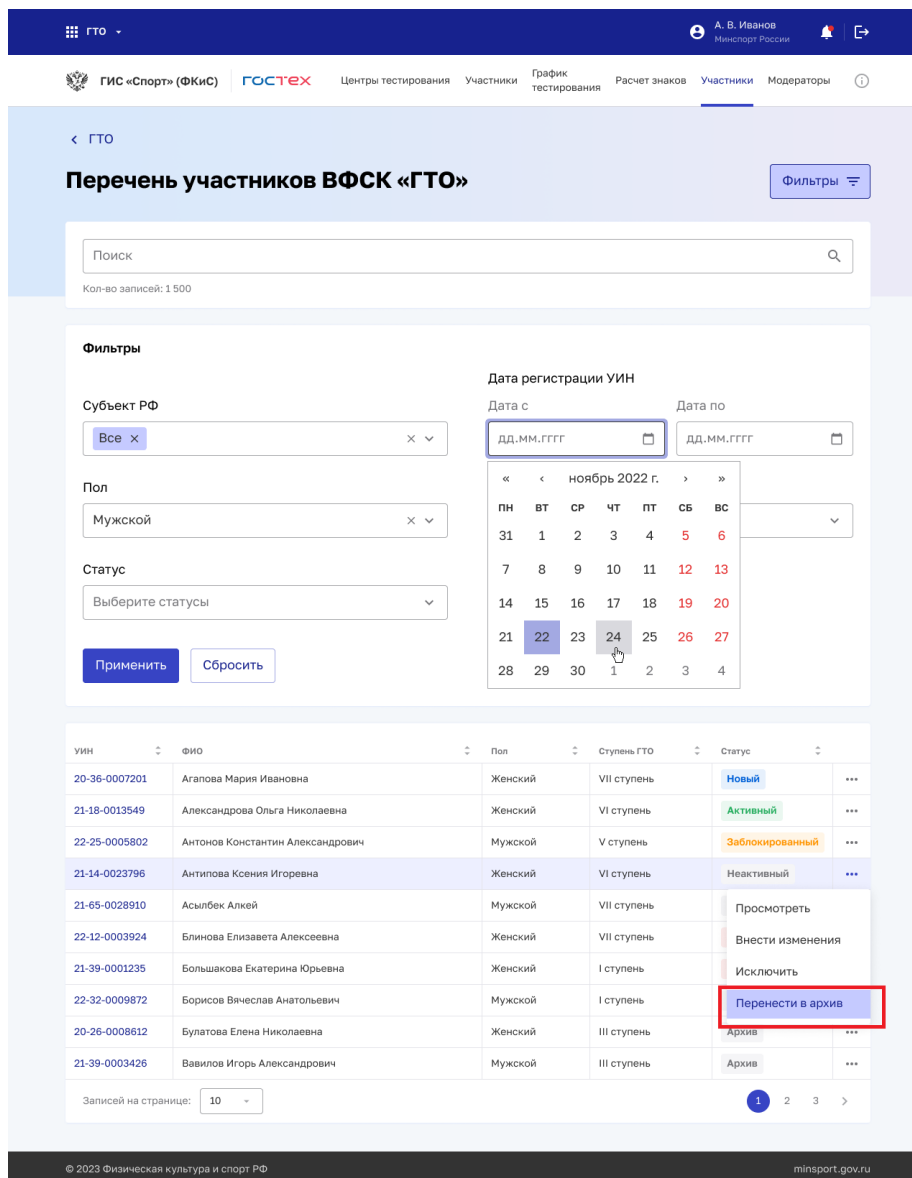 ГТО
А. В. Иванов
Минспорт России
ГИС «Спорт» (ФКиС)
ГОСТЕХ
Центры тестирования
Участники
График
тестирования
Расчет знаков
Участники
Модераторы
ГТО
Перечень участников ВФСК «ГТО»
Фильтры
Поиск
Кол-во записей: 1 500
Фильтры
Дата регистрации УИН
Субъект РФ
Дата с
Дата по
Все ×
дд.мм.гггг
дд.мм.гггг
« ‹ ноябрь 2022 г. › »
Пол
ПН ВТ СР ЧТ ПТ СБ ВС
Мужской
31 1 2 3 4 5 6
Статус
7 8 9 10 11 12 13
Выберите статусы
14 15 16 17 18 19 20
21 22 23 24 25 26 27
Применить
Сбросить
28 29 30 1 2 3 4
УИН ФИО Пол Ступень ГТО Статус
20-36-0007201 Агапова Мария Ивановна Женский VII ступень Новый
21-18-0013549 Александрова Ольга Николаевна Женский VI ступень Активный
22-25-0005802 Антонов Константин Александрович Мужской V ступень Заблокированный
21-14-0023796 Антипова Ксения Игоревна Женский VI ступень Неактивный
21-65-0028910 Асылбек Алкей Мужской VII ступень
Просмотреть
22-12-0003924 Блинова Елизавета Алексеевна Женский VII ступень
Внести изменения
21-39-0001235 Большакова Екатерина Юрьевна Женский I ступень
Исключить
22-32-0009872 Борисов Вячеслав Анатольевич Мужской I ступень
Перенести в архив
20-26-0008612 Булатова Елена Николаевна Женский III ступень Архив
21-39-0003426 Вавилов Игорь Александрович Мужской III ступень Архив
Записей на странице: 10
1 2 3 >
© 2023 Физическая культура и спорт РФ
minsport.gov.ru